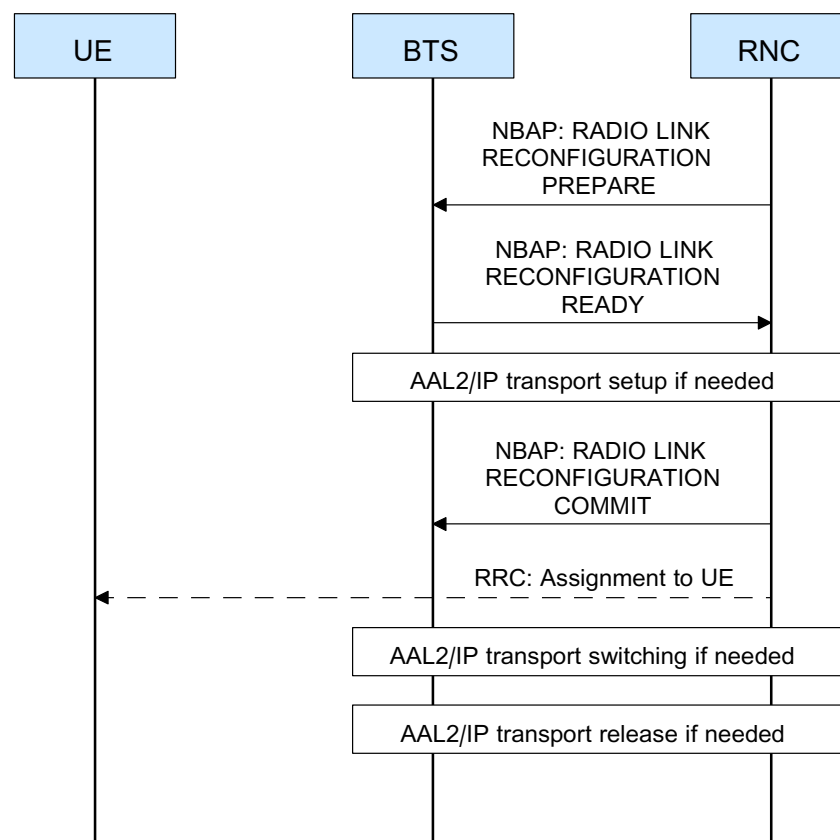 UE
BTS
RNC
NBAP: RADIO LINK
RECONFIGURATION
PREPARE
NBAP: RADIO LINK
RECONFIGURATION
READY
AAL2/IP transport setup if needed
NBAP: RADIO LINK
RECONFIGURATION
COMMIT
RRC: Assignment to UE
AAL2/IP transport switching if needed
AAL2/IP transport release if needed